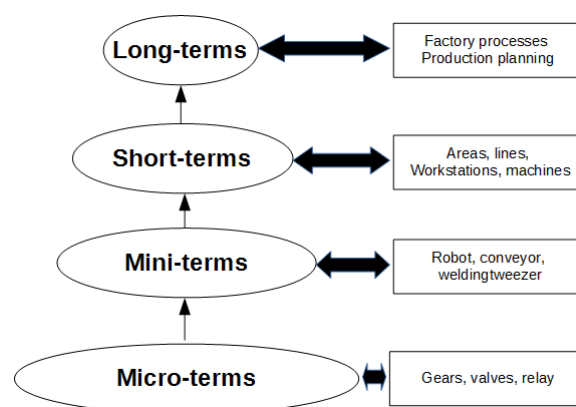 Long-terms
Factory processes
Production planning
Short-terms
Areas, lines,
Workstations, machines
Mini-terms
Robot, conveyor,
weldingtweezer
Micro-terms
Gears, valves, relay